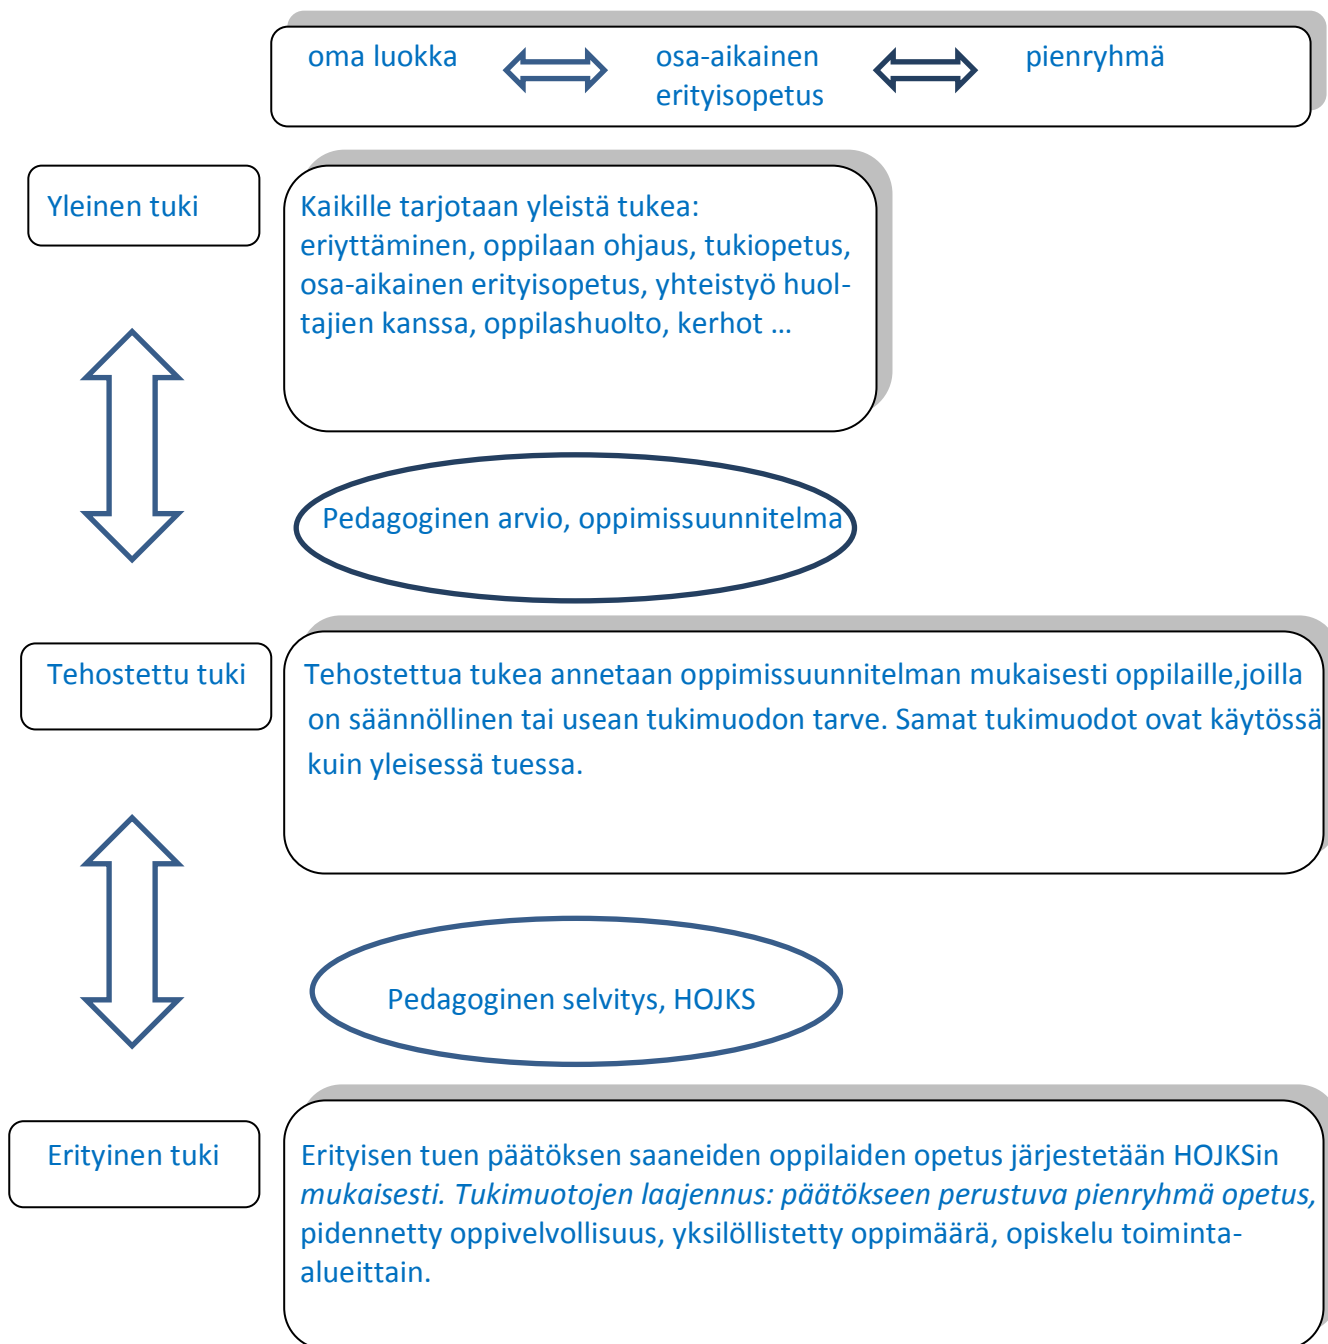 oma luokka osa-aikainen pienryhmä
erityisopetus
Yleinen tuki
Kaikille tarjotaan yleistä tukea:
eriyttäminen, oppilaan ohjaus, tukiopetus,
osa-aikainen erityisopetus, yhteistyö huol-
tajien kanssa, oppilashuolto, kerhot …
Pedagoginen arvio, oppimissuunnitelma
Tehostettu tuki
Tehostettua tukea annetaan oppimissuunnitelman mukaisesti oppilaille,joilla
on säännöllinen tai usean tukimuodon tarve. Samat tukimuodot ovat käytössä
kuin yleisessä tuessa.
Pedagoginen selvitys, HOJKS
Erityinen tuki
Erityisen tuen päätöksen saaneiden oppilaiden opetus järjestetään HOJKSin
mukaisesti. Tukimuotojen laajennus: päätökseen perustuva pienryhmä opetus,
pidennetty oppivelvollisuus, yksilöllistetty oppimäärä, opiskelu toiminta-
alueittain.